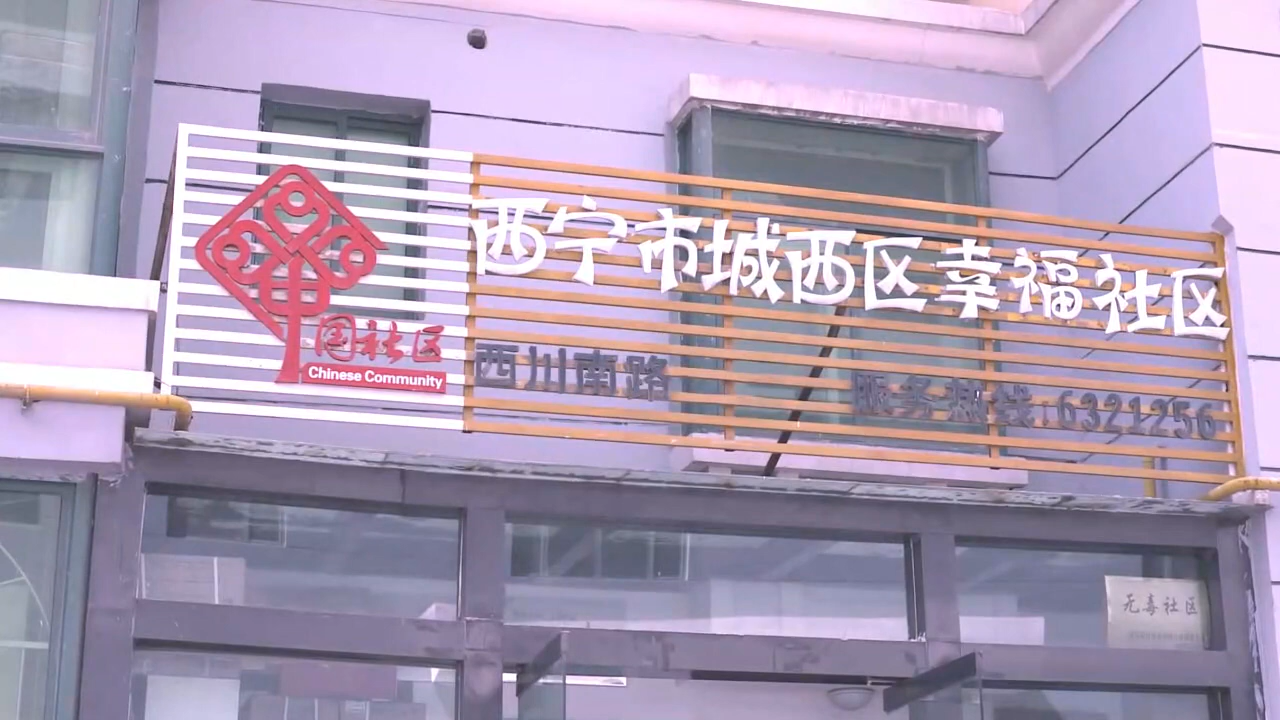 西宁市城西区幸福社区
中国社区
Chinese Community
西川南路
服务热线:6321256
无毒社区